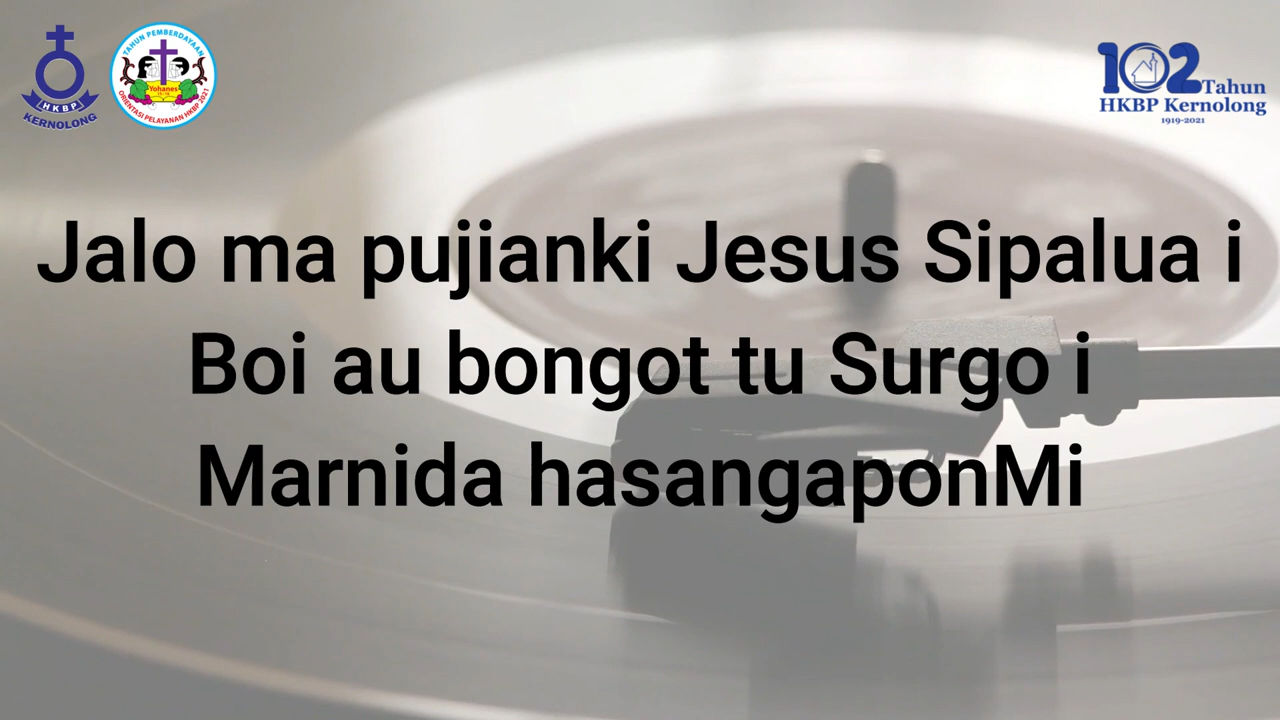 HKBP
KERNOLONG
TAHUN PEMBERDAYAAN
Yohanes
ORIENTASI PELAYANAN HKBP 2021
102 Tahun
HKBP Kernolong
1919-2021
Jalo ma pujianki Jesus Sipalua i
Boi au bongot tu Surgo i
Marnida hasangaponMi